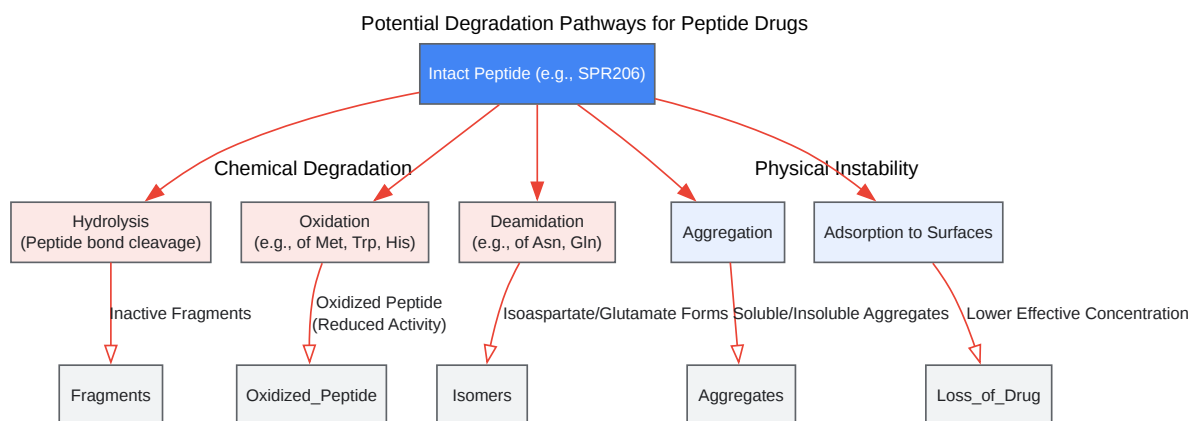 Potential Degradation Pathways for Peptide Drugs
Intact Peptide (e.g., SPR206)
Chemical Degradation
Physical Instability
Hydrolysis
(Peptide bond cleavage)
Oxidation
(e.g., of Met, Trp, His)
Deamidation
(e.g., of Asn, Gln)
Aggregation
Adsorption to Surfaces
Inactive Fragments
Oxidized Peptide
(Reduced Activity)
Isoaspartate/Glutamate Forms
Soluble/Insoluble Aggregates
Lower Effective Concentration
Fragments
Oxidized_Peptide
Isomers
Aggregates
Loss_of_Drug